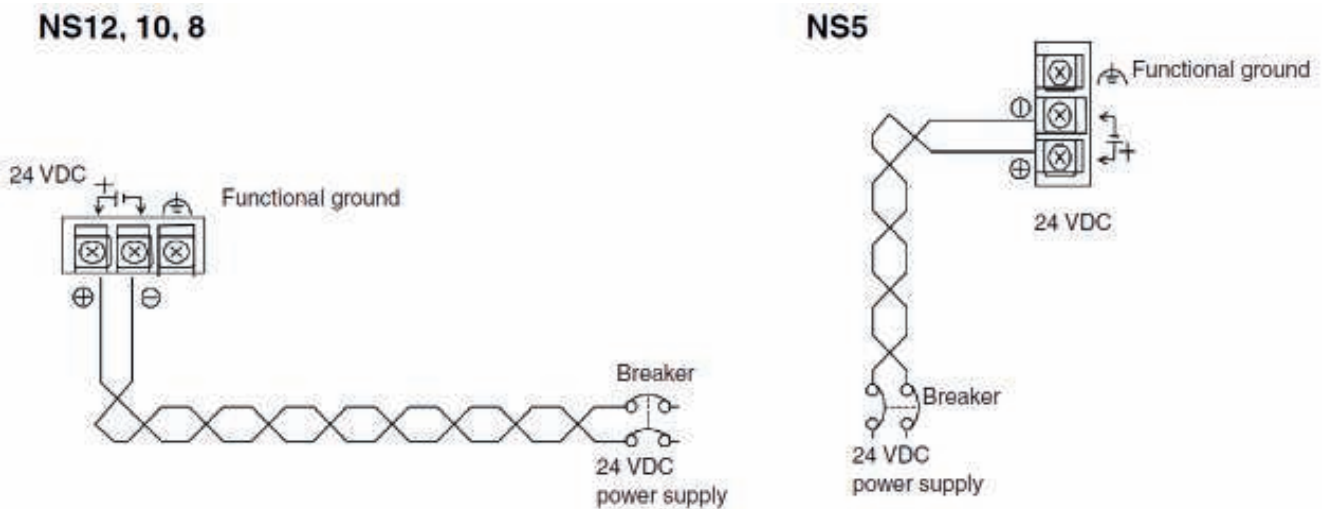 NS12, 10, 8
24 VDC
+
Functional ground
⊕ ⊖
Breaker
24 VDC
power supply
NS5
Functional ground
⊖
+
⊕
24 VDC
Breaker
24 VDC
power supply